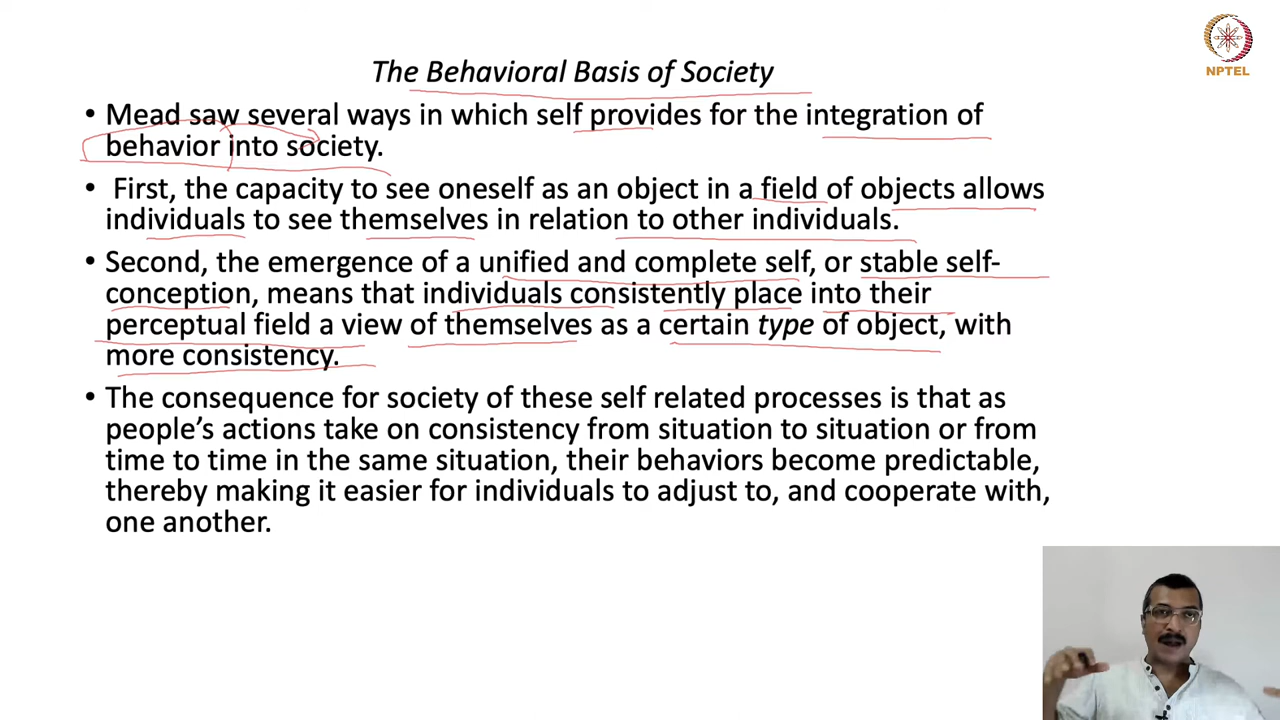 NPTEL
The Behavioral Basis of Society
• Mead saw several ways in which self provides for the integration of
behavior into society.
• First, the capacity to see oneself as an object in a field of objects allows
individuals to see themselves in relation to other individuals.
• Second, the emergence of a unified and complete self, or stable self-
conception, means that individuals consistently place into their
perceptual field a view of themselves as a certain type of object, with
more consistency.
• The consequence for society of these self related processes is that as
people’s actions take on consistency from situation to situation or from
time to time in the same situation, their behaviors become predictable,
thereby making it easier for individuals to adjust to, and cooperate with,
one another.